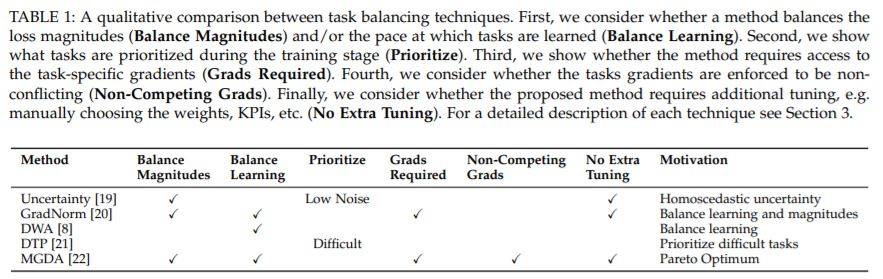 TABLE 1: A qualitative comparison between task balancing techniques. First, we consider whether a method balances the
loss magnitudes (Balance Magnitudes) and/or the pace at which tasks are learned (Balance Learning). Second, we show
what tasks are prioritized during the training stage (Prioritize). Third, we show whether the method requires access to
the task-specific gradients (Grads Required). Fourth, we consider whether the tasks gradients are enforced to be non-
conflicting (Non-Competing Grads). Finally, we consider whether the proposed method requires additional tuning, e.g.
manually choosing the weights, KPIs, etc. (No Extra Tuning). For a detailed description of each technique see Section 3.
Method Balance Balance Prioritize Grads Non-Competing No Extra Motivation
Magnitudes Learning Required Grads Tuning
Uncertainty [19] ✓ Low Noise ✓ Homoscedastic uncertainty
GradNorm [20] ✓ ✓ ✓ ✓ Balance learning and magnitudes
DWA [8] ✓ Balance learning
DTP [21] Difficult Prioritize difficult tasks
MGDA [22] ✓ ✓ ✓ ✓ ✓ Pareto Optimum